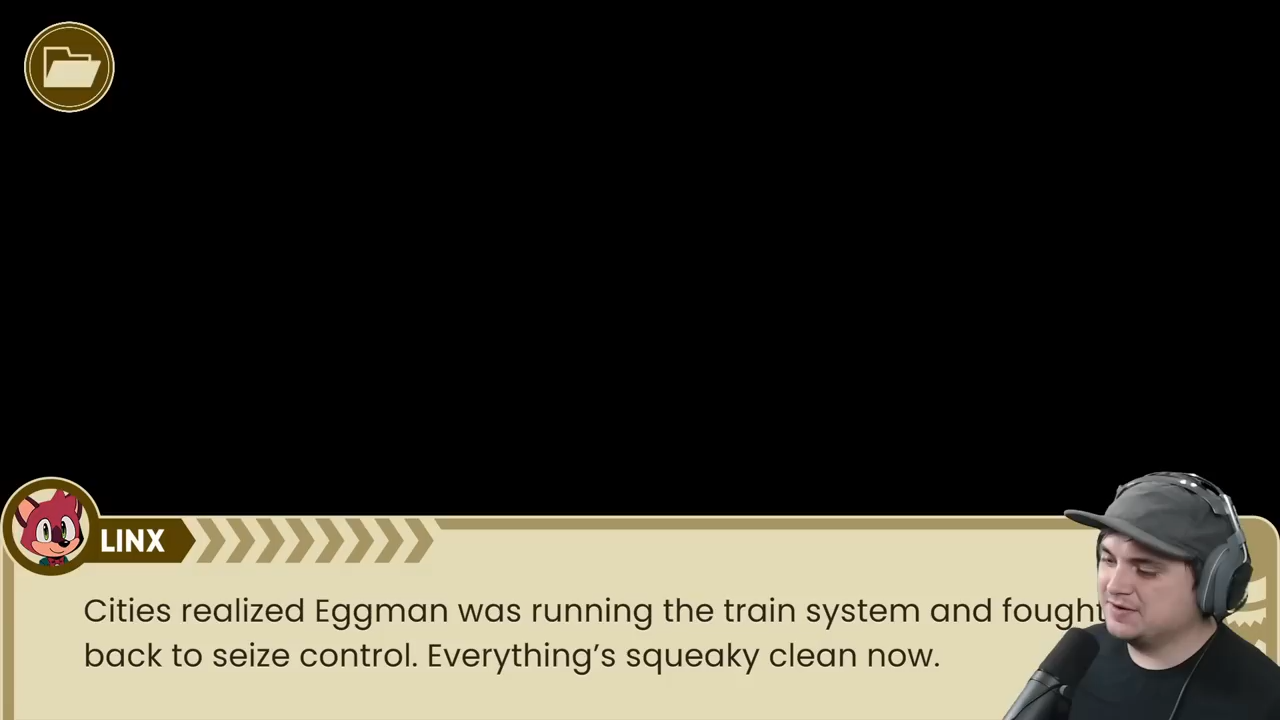 LINX
Cities realized Eggman was running the train system and fought
back to seize control. Everything’s squeaky clean now.